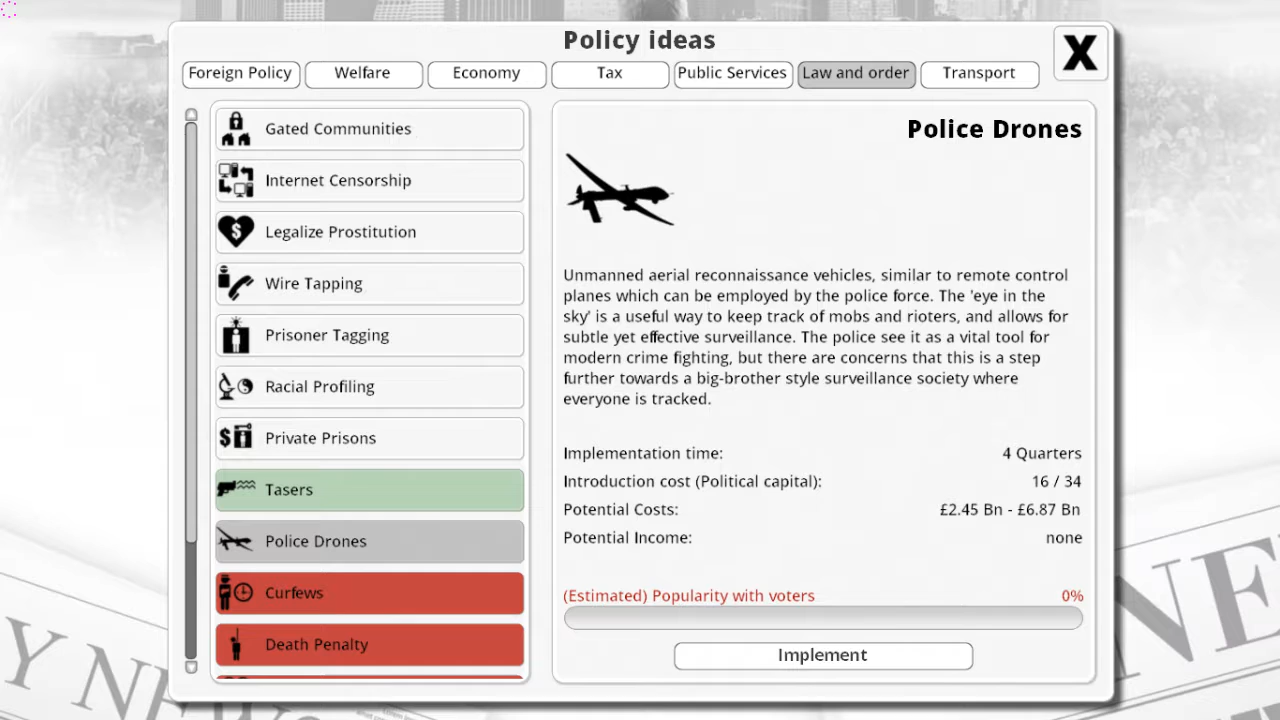 Policy ideas
X
Foreign Policy
Welfare
Economy
Tax
Public Services
Law and order
Transport
Gated Communities
Internet Censorship
Legalize Prostitution
Wire Tapping
Prisoner Tagging
Racial Profiling
Private Prisons
Tasers
Police Drones
Curfews
Death Penalty
Police Drones
Unmanned aerial reconnaissance vehicles, similar to remote control
planes which can be employed by the police force. The 'eye in the
sky' is a useful way to keep track of mobs and rioters, and allows for
subtle yet effective surveillance. The police see it as a vital tool for
modern crime fighting, but there are concerns that this is a step
further towards a big-brother style surveillance society where
everyone is tracked.
Implementation time: 4 Quarters
Introduction cost (Political capital): 16 / 34
Potential Costs: £2.45 Bn - £6.87 Bn
Potential Income: none
(Estimated) Popularity with voters 0%
Implement